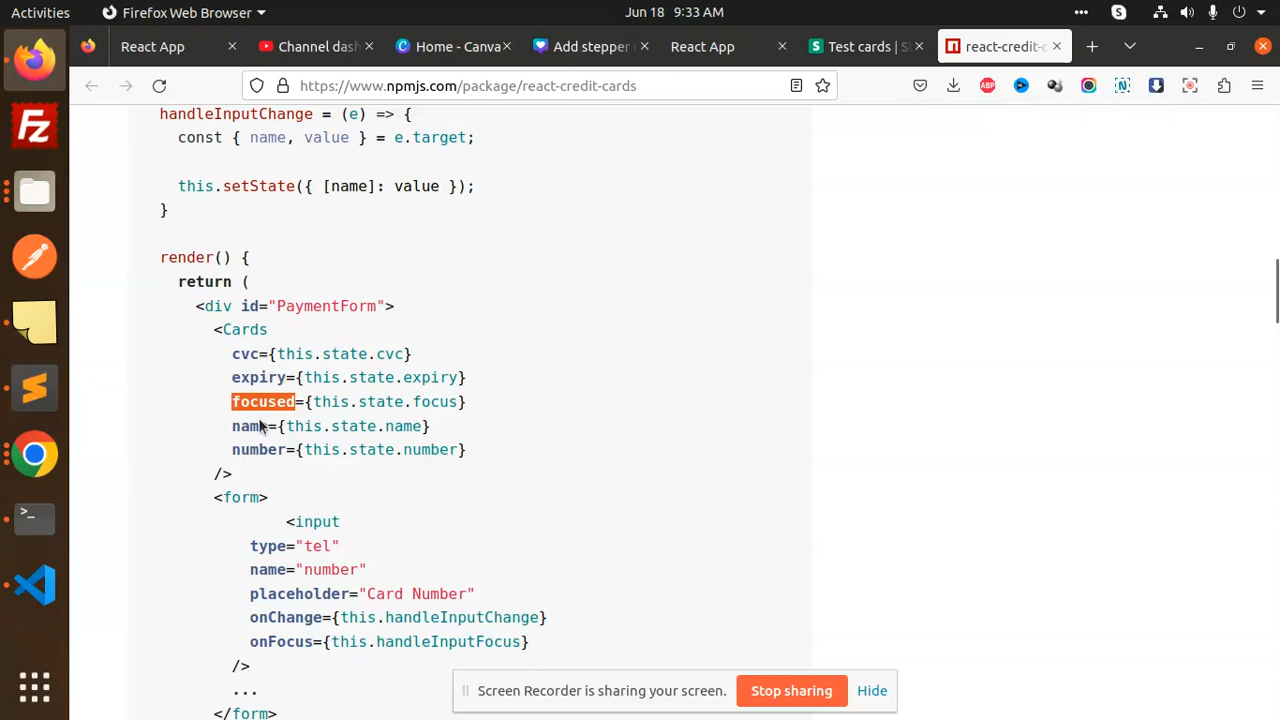 Activities
Firefox Web Browser
Jun 18 9:33 AM
React App
Channel dash
Home - Canva
Add stepper
React App
Test cards | S
react-credit-c
https://www.npmjs.com/package/react-credit-cards
handleInputChange = (e) => {
const { name, value } = e.target;
this.setState({ [name]: value });
}
render() {
return (
<div id="PaymentForm">
<Cards
cvc={this.state.cvc}
expiry={this.state.expiry}
focused={this.state.focus}
name={this.state.name}
number={this.state.number}
/>
<form>
<input
type="tel"
name="number"
placeholder="Card Number"
onChange={this.handleInputChange}
onFocus={this.handleInputFocus}
/>
...
</form>
Screen Recorder is sharing your screen.
Stop sharing
Hide